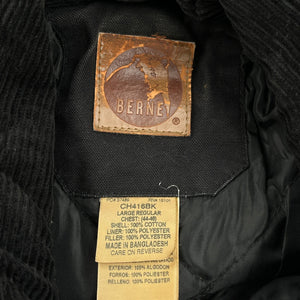 BERNE
®
CH416BK
LARGE REGULAR
CHEST: (44-46)
SHELL: 100% COTTON
LINER: 100% POLYESTER
FILLER: 100% POLYESTER
MADE IN BANGLADESH
CARE ON REVERSE
EXTERIOR: 100% ALGODON
FORROS: 100% POLIESTER
RELLENO: 100% POLIESTER